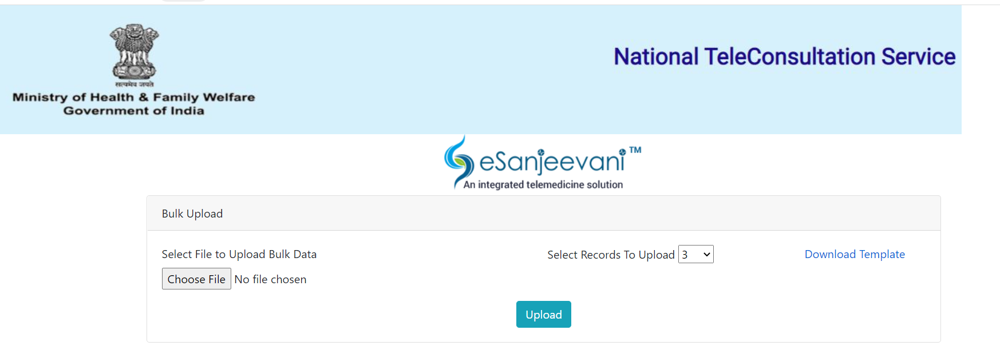 सत्यमेव जयते
Ministry of Health & Family Welfare
Government of India
National TeleConsultation Service
eSanjeevani™
An integrated telemedicine solution
Bulk Upload
Select File to Upload Bulk Data
Select Records To Upload 3
Download Template
Choose File No file chosen
Upload